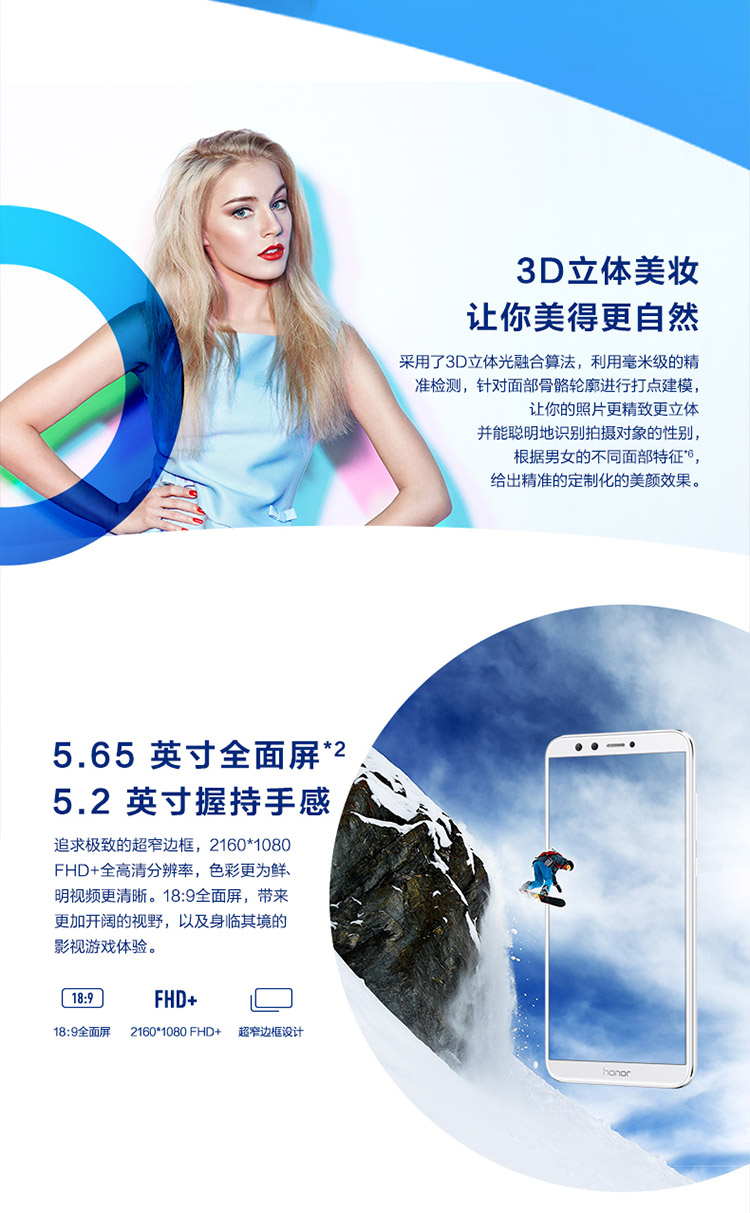 3D立体美妆
让你美得更自然
采用了3D立体光融合算法，利用毫米级的精
准检测，针对面部骨骼轮廓进行打点建模，
让你的照片更精致更立体
并能聪明地识别拍摄对象的性别，
根据男女的不同面部特征*6，
给出精准的定制化的美颜效果。
5.65 英寸全面屏*2
5.2 英寸握持手感
追求极致的超窄边框，2160*1080
FHD+全高清分辨率，色彩更为鲜、
明视频更清晰。18:9全面屏，带来
更加开阔的视野，以及身临其境的
影视游戏体验。
18:9
FHD+
18:9全面屏
2160*1080 FHD+
超窄边框设计
honor